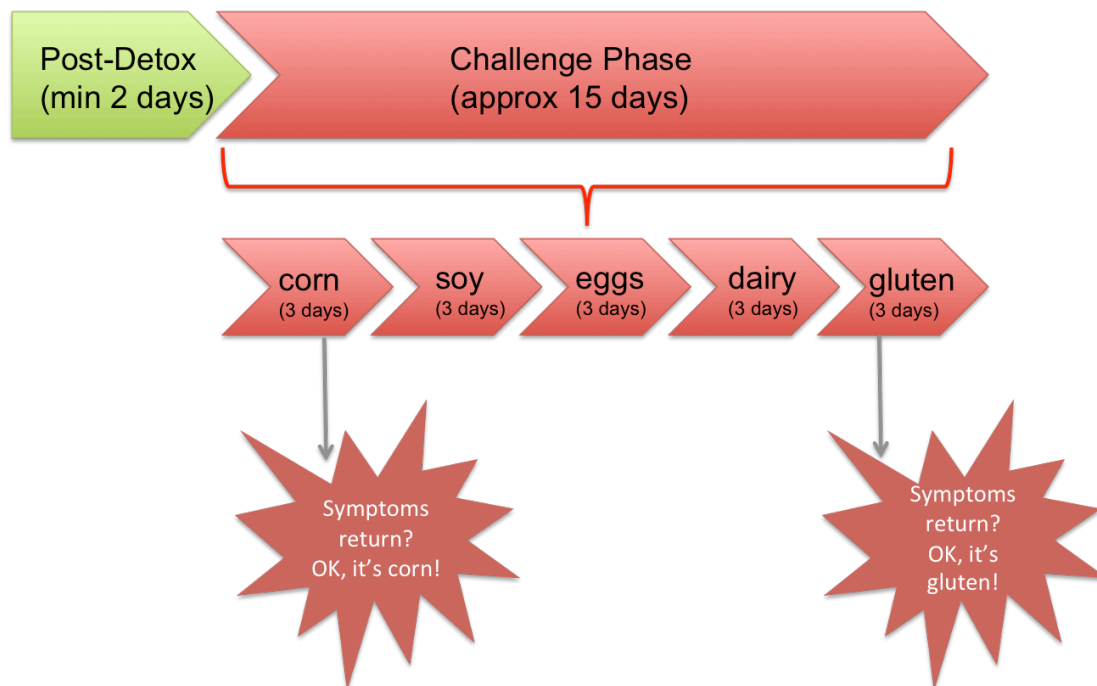 Post-Detox
(min 2 days)
Challenge Phase
(approx 15 days)
corn
(3 days)
soy
(3 days)
eggs
(3 days)
dairy
(3 days)
gluten
(3 days)
Symptoms
return?
OK, it’s corn!
Symptoms
return?
OK, it’s
gluten!